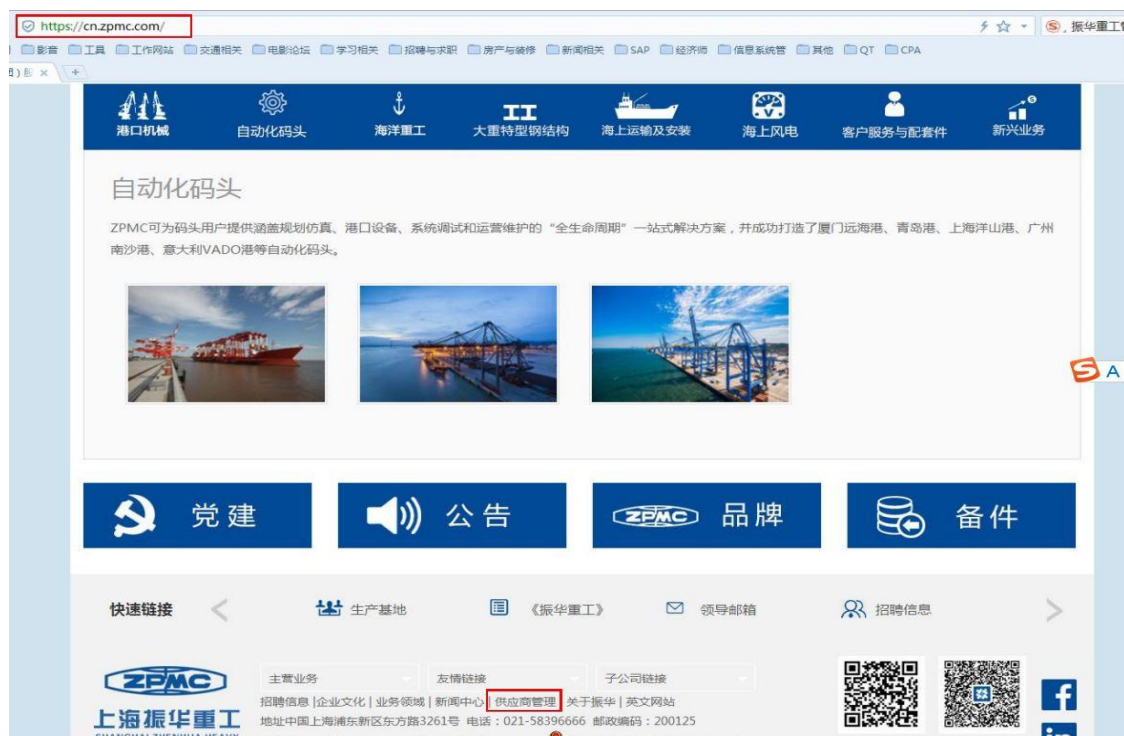 https://cn.zpmc.com/
振华重工
影音 工具 工作网站 交通相关 电影论坛 学习相关 招聘与求职 房产与装修 新闻相关 SAP 经济师 信息系统管 其他 QT CPA
港口机械 自动化码头 海洋重工 大重特型钢结构 海上运输及安装 海上风电 客户服务与配套件 新兴业务
自动化码头
ZPMC可为码头用户提供涵盖规划仿真、港口设备、系统调试和运营维护的“全生命周期”一站式解决方案，并成功打造了厦门远海港、青岛港、上海洋山港、广州
南沙港、意大利VADO港等自动化码头。
A
党建 公告 ZPMC 品牌 备件
快速链接 生产基地 《振华重工》 领导邮箱 招聘信息
ZPMC 主营业务 友情链接 子公司链接
招聘信息 |企业文化 | 业务领域 | 新闻中心 | 供应商管理 | 关于振华 | 英文网站
上海振华重工 地址中国上海浦东新区东方路3261号 电话：021-58396666 邮政编码：200125